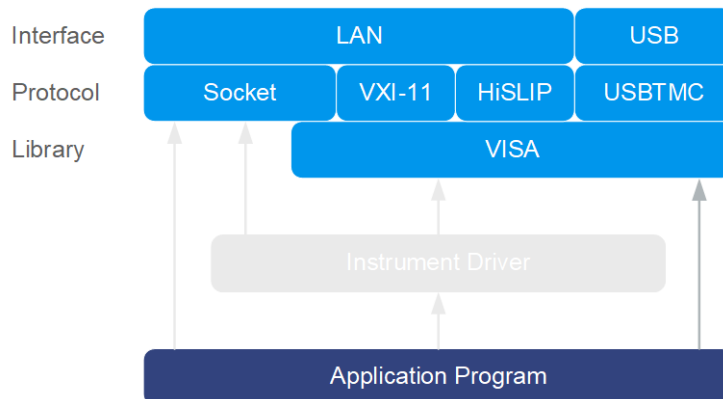 Interface LAN USB
Protocol Socket VXI-11 HiSLIP USBTMC
Library VISA
Instrument Driver
Application Program